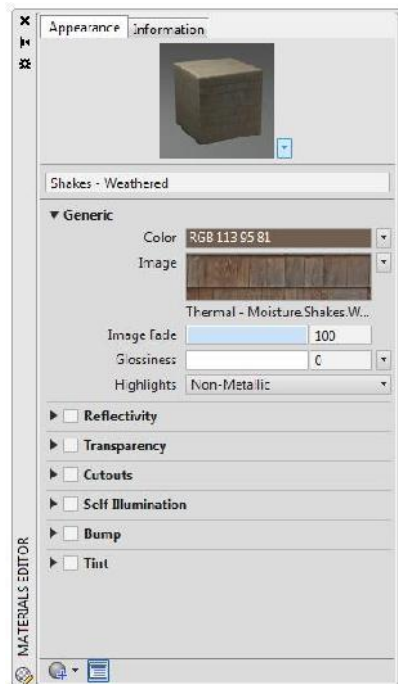 Appearance Information
Shakes - Weathered
Generic
Color RGB 113 95 81
Image
Thermal - Moisture.Shakes.W...
Image Fade 100
Glossiness 0
Highlights Non-Metallic
Reflectivity
Transparency
Cutouts
Self Illumination
Bump
Tint
MATERIALS EDITOR